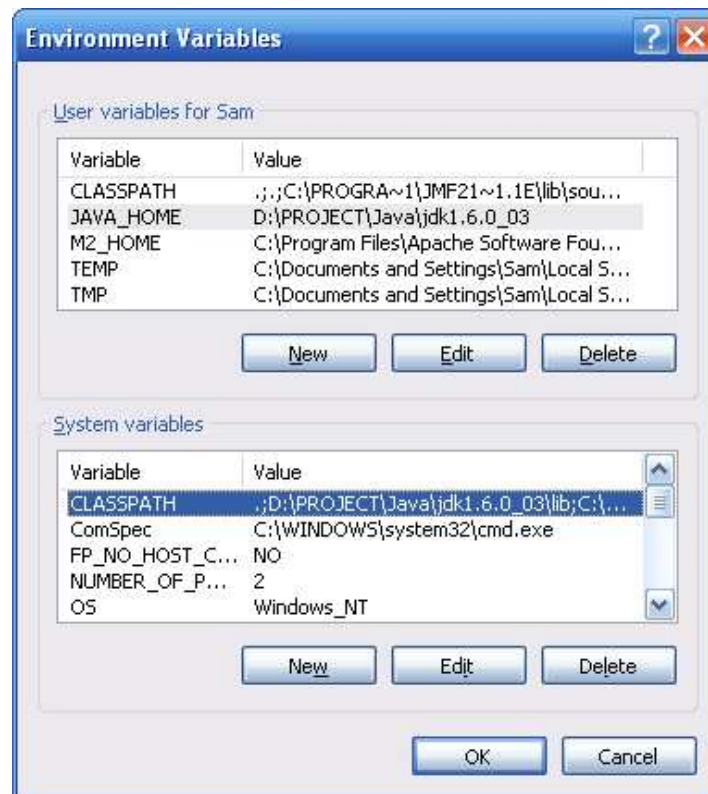 Environment Variables
User variables for Sam
Variable Value
CLASSPATH .;.;C:\PROGRA~1\JMF21~1.1E\lib\sou...
JAVA_HOME D:\PROJECT\Java\jdk1.6.0_03
M2_HOME C:\Program Files\Apache Software Fou...
TEMP C:\Documents and Settings\Sam\Local S...
TMP C:\Documents and Settings\Sam\Local S...
New Edit Delete
System variables
Variable Value
CLASSPATH .;D:\PROJECT\Java\jdk1.6.0_03\lib;C:\...
ComSpec C:\WINDOWS\system32\cmd.exe
FP_NO_HOST_C... NO
NUMBER_OF_P... 2
OS Windows_NT
New Edit Delete
OK Cancel